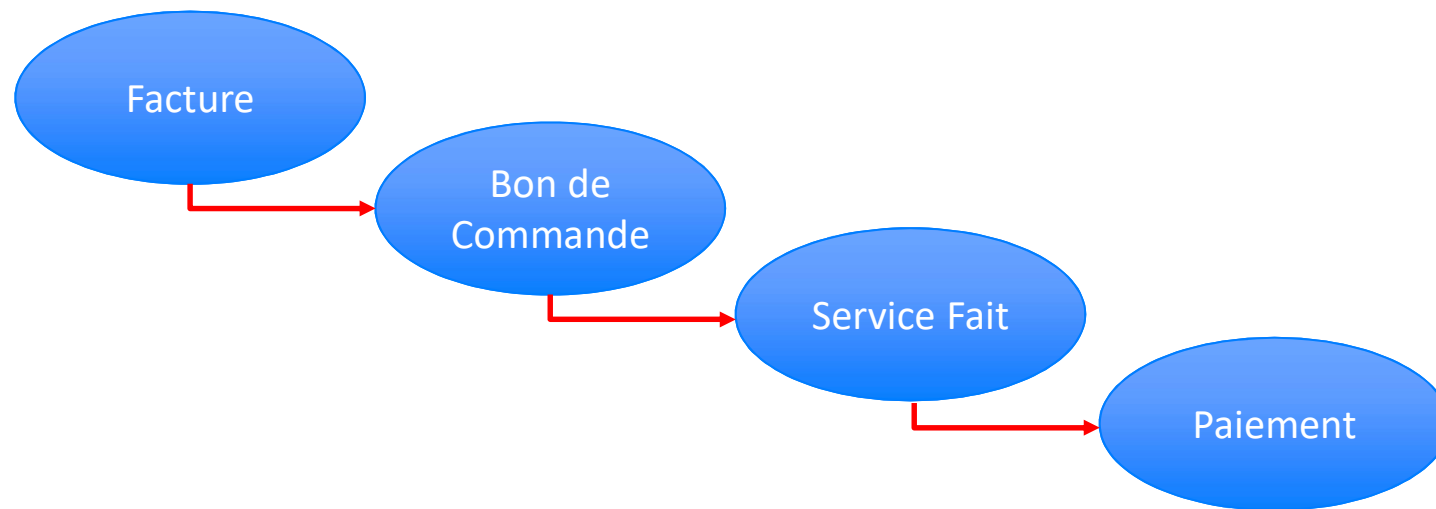 Facture
Bon de
Commande
Service Fait
Paiement